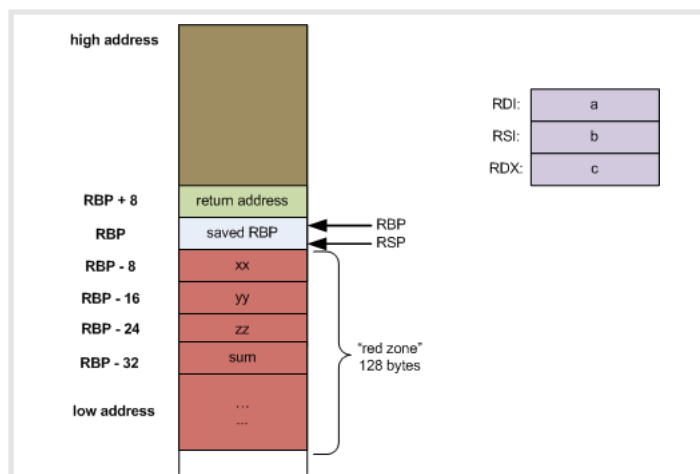 high address
RDI: a
RSI: b
RDX: c
RBP + 8 return address
RBP saved RBP RBP
RSP
RBP - 8 xx
RBP - 16 yy
RBP - 24 zz
RBP - 32 sum
"red zone"
128 bytes
low address ...
...